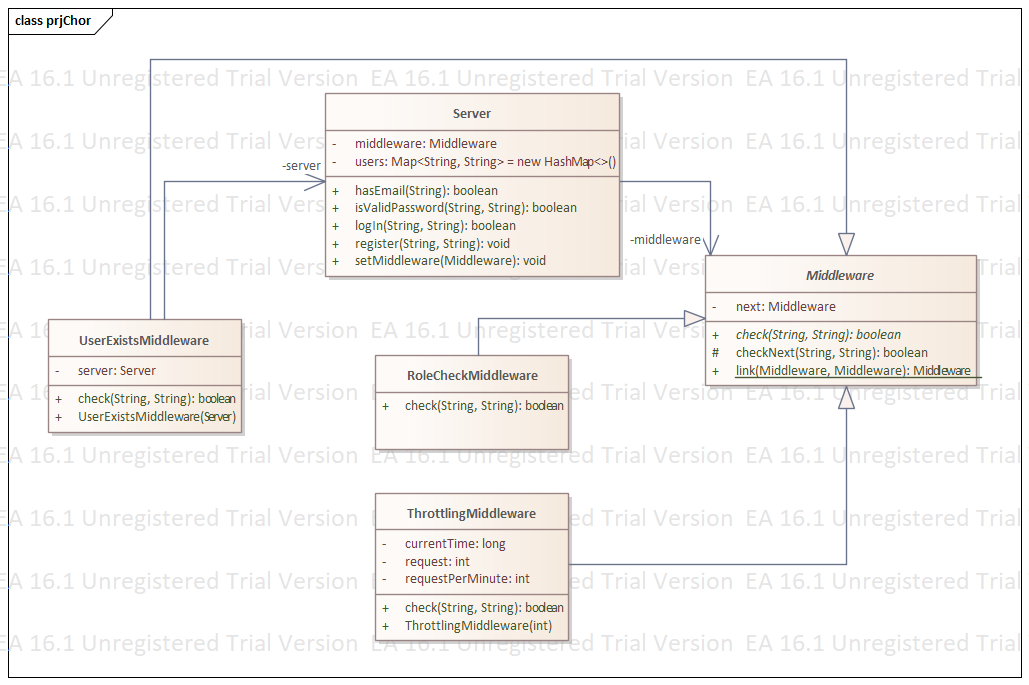 class prjChor
EA 16.1 Unregistered Trial Version EA 16.1 Unregistered Trial Version EA 16.1 Unregistered Trial
Server
- middleware: Middleware
- users: Map<String, String> = new HashMap<>()
+ hasEmail(String): boolean
+ isValidPassword(String, String): boolean
+ logIn(String, String): boolean
+ register(String, String): void
+ setMiddleware(Middleware): void
-server
-middleware
Middleware
- next: Middleware
+ check(String, String): boolean
# checkNext(String, String): boolean
+ link(Middleware, Middleware): Middleware
UserExistsMiddleware
- server: Server
+ check(String, String): boolean
+ UserExistsMiddleware(Server)
RoleCheckMiddleware
+ check(String, String): boolean
ThrottlingMiddleware
- currentTime: long
- request: int
- requestPerMinute: int
+ check(String, String): boolean
+ ThrottlingMiddleware(int)